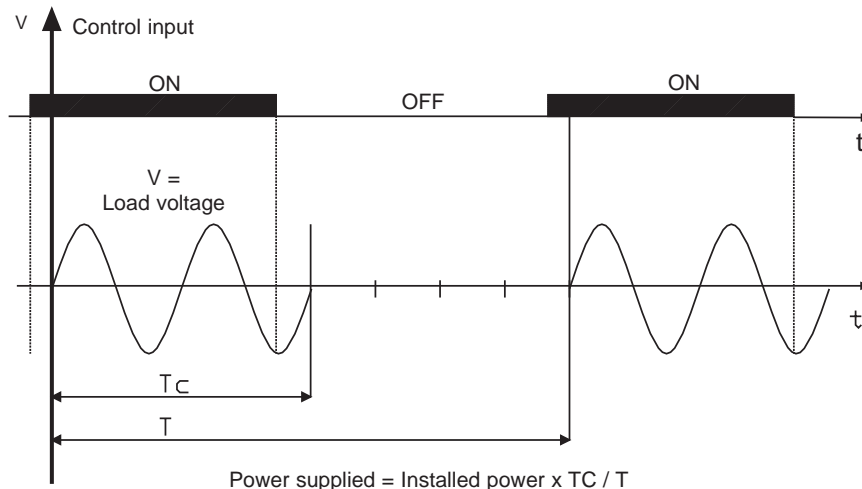 V Control input
ON OFF ON
t
V =
Load voltage
t
Tc
T
Power supplied = Installed power x TC / T